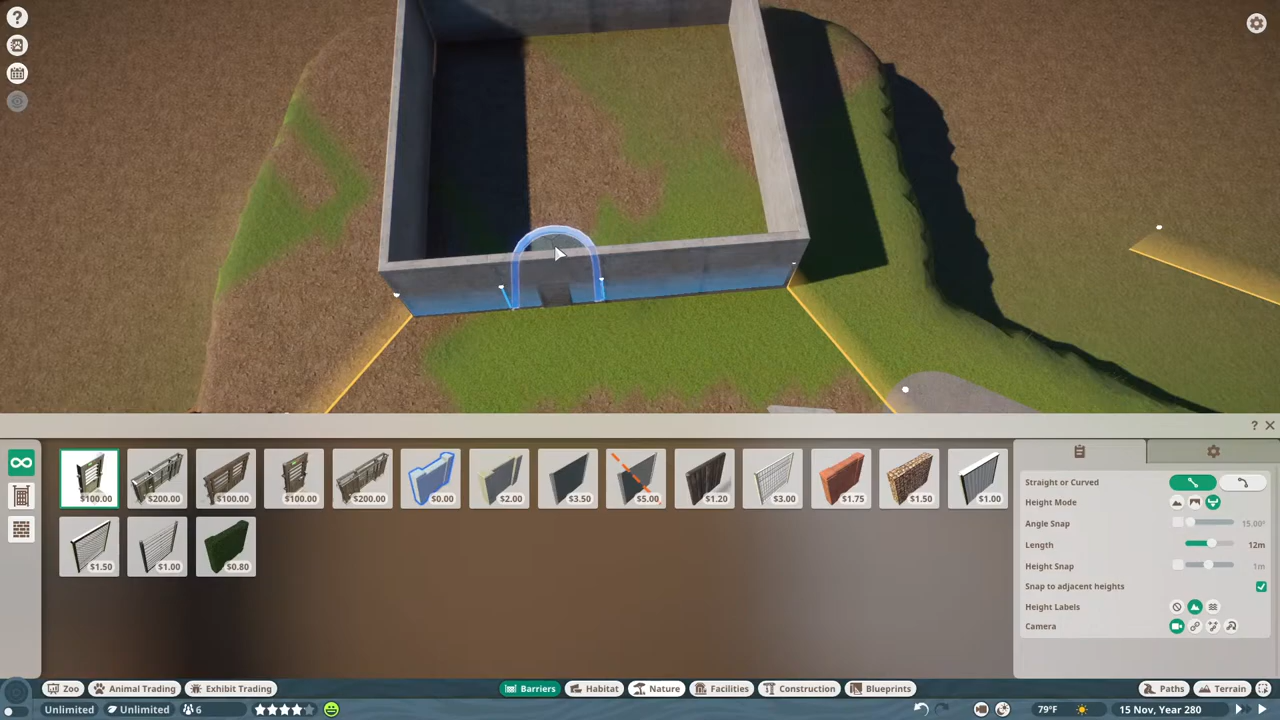 ?
?
$100.00 $200.00 $100.00 $100.00 $200.00 $0.00 $2.00 $3.50 $5.00 $1.20 $3.00 $1.75 $1.50 $1.00
$1.50 $1.00 $0.80
Straight or Curved
Height Mode
Angle Snap 15.00°
Length 12m
Height Snap 1m
Snap to adjacent heights
Height Labels
Camera
Zoo Animal Trading Exhibit Trading Barriers Habitat Nature Facilities Construction Blueprints Paths Terrain
Unlimited Unlimited 6 79°F 15 Nov, Year 280